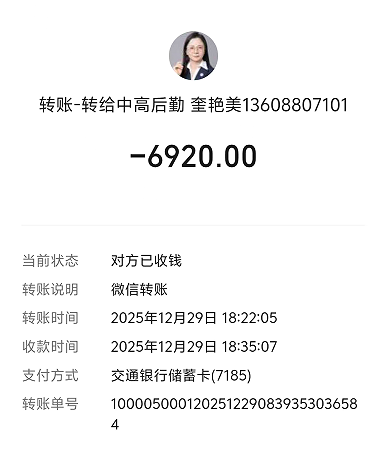 转账-转给中高后勤 奎艳美13608807101
-6920.00
当前状态 对方已收钱
转账说明 微信转账
转账时间 2025年12月29日 18:22:05
收款时间 2025年12月29日 18:35:07
支付方式 交通银行储蓄卡(7185)
转账单号 100005000120251229083935303658
4